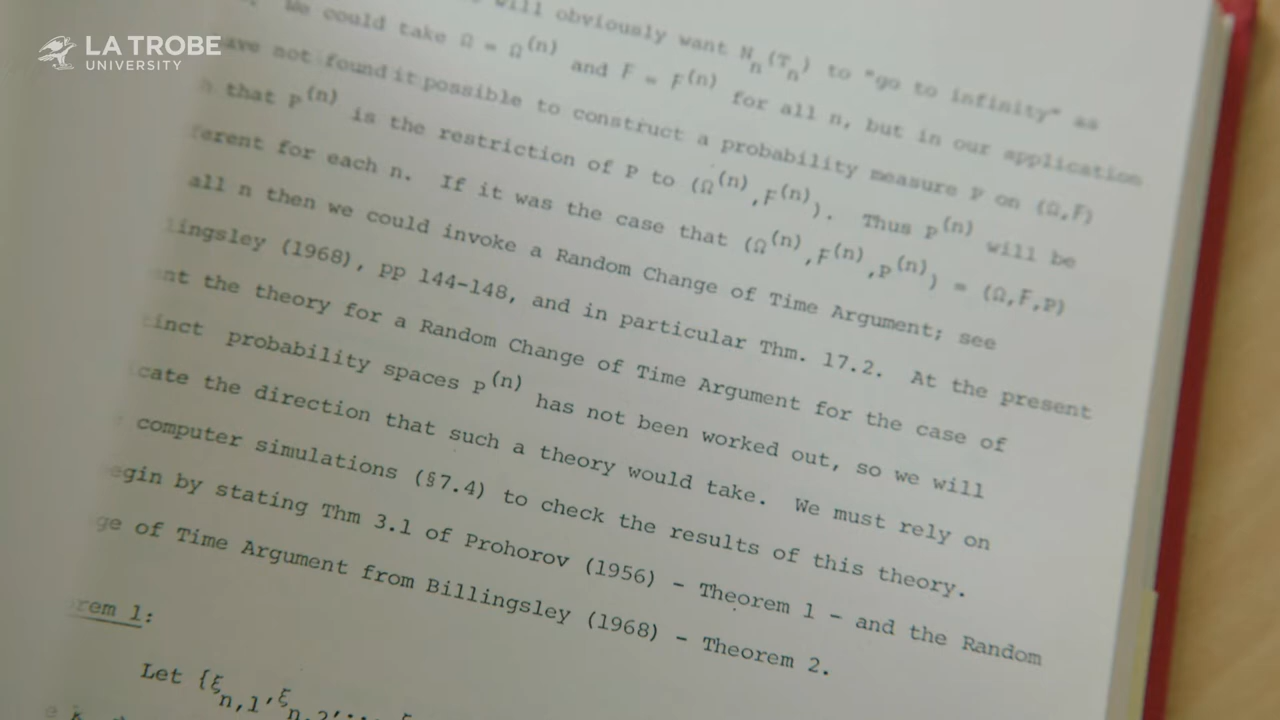 LA TROBE
UNIVERSITY
will obviously want N_n(T_n) to "go to infinity" as
We could take Ω = Ω^(n) and F = F^(n) for all n, but in our application
not found it possible to construct a probability measure P on (Ω,F)
that P^(n) is the restriction of P to (Ω^(n),F^(n)). Thus P^(n) will be
for each n. If it was the case that (Ω^(n),F^(n),P^(n)) = (Ω,F,P)
all n then we could invoke a Random Change of Time Argument; see
(1968), pp 144-148, and in particular Thm. 17.2. At the present
the theory for a Random Change of Time Argument for the case of
probability spaces P^(n) has not been worked out, so we will
the direction that such a theory would take. We must rely on
computer simulations (§7.4) to check the results of this theory.
by stating Thm 3.1 of Prohorov (1956) - Theorem 1 - and the Random
of Time Argument from Billingsley (1968) - Theorem 2.
1:
Let {ξ_n,1,ξ_n,2,...